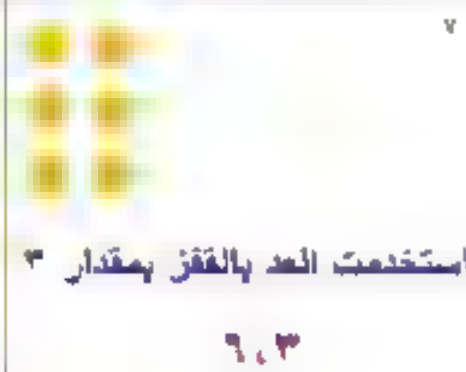 ٧
استخدمت العد بالقفز بمقدار ٣
٣ ، ٦